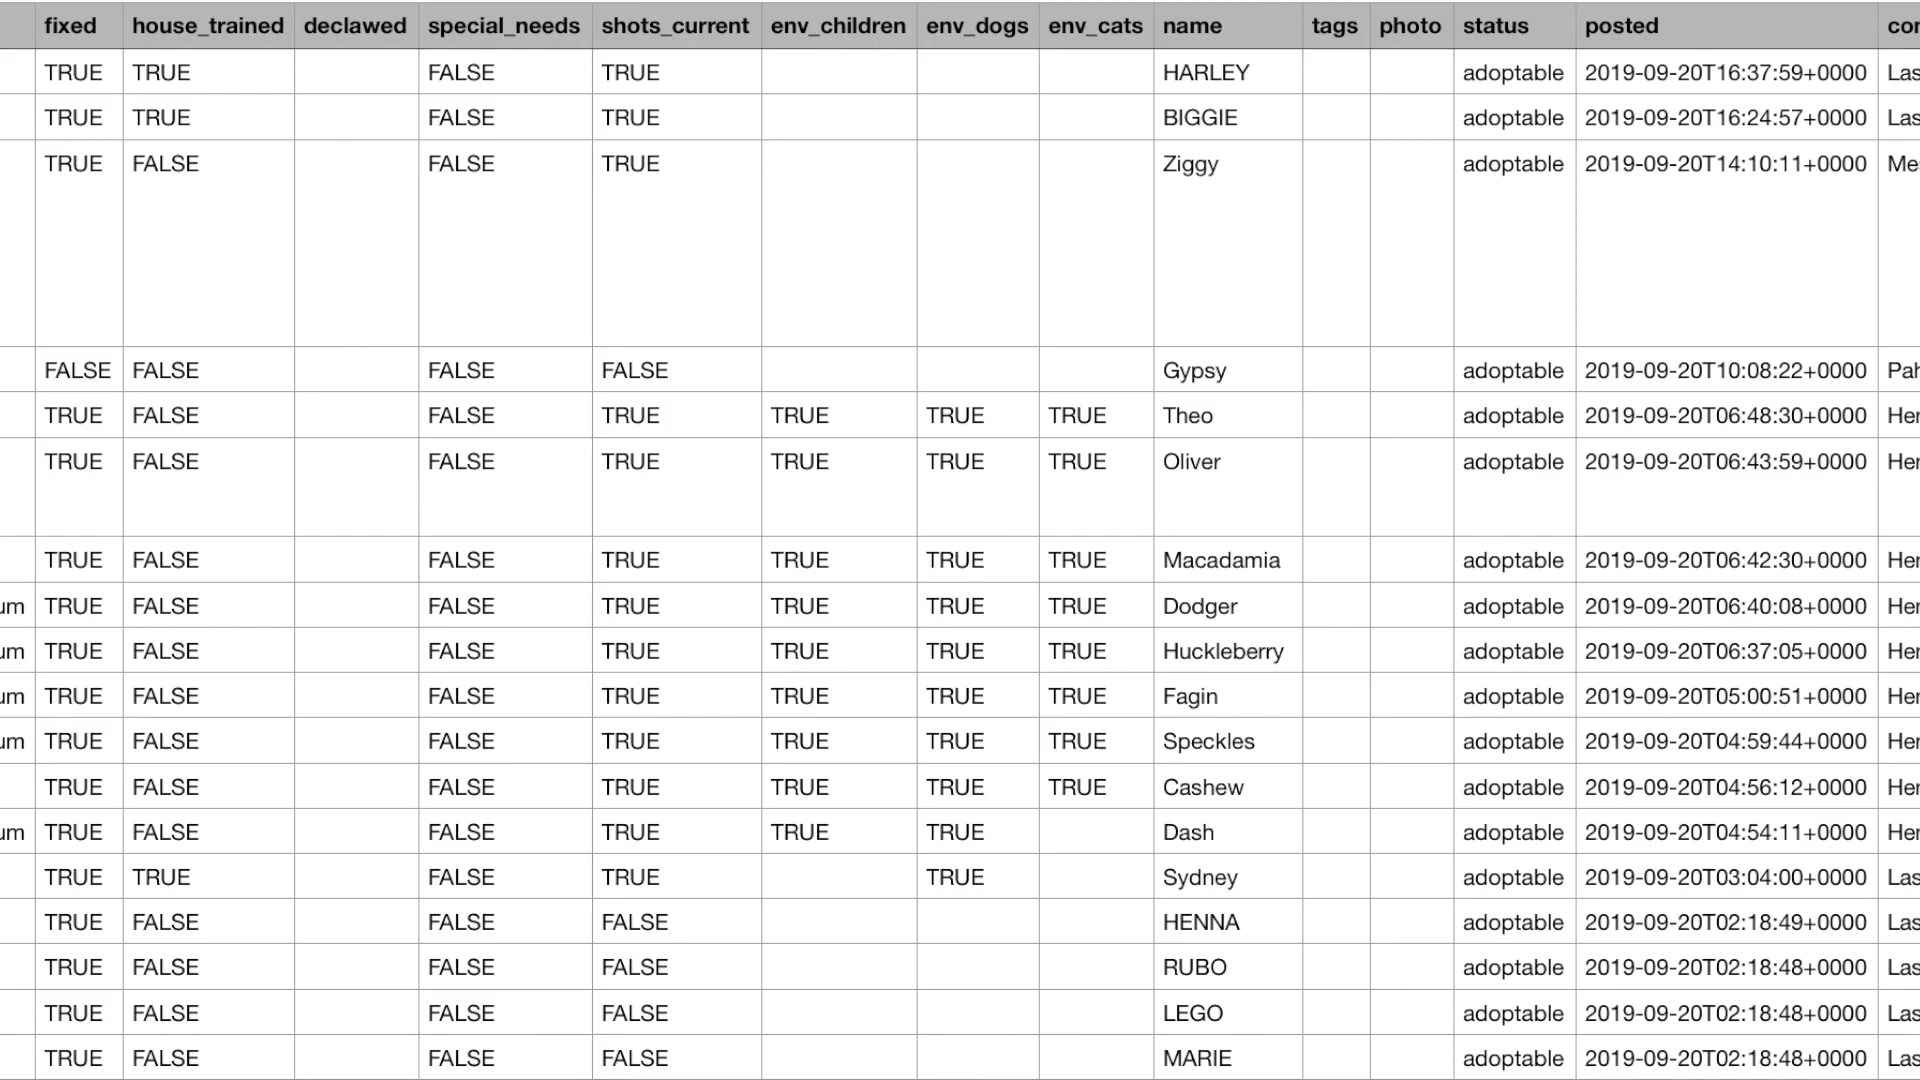 fixed house_trained declawed special_needs shots_current env_children env_dogs env_cats name tags photo status posted
TRUE TRUE FALSE TRUE HARLEY adoptable 2019-09-20T16:37:59+0000 Las
TRUE TRUE FALSE TRUE BIGGIE adoptable 2019-09-20T16:24:57+0000 Las
TRUE FALSE FALSE TRUE Ziggy adoptable 2019-09-20T14:10:11+0000
FALSE FALSE FALSE FALSE Gypsy adoptable 2019-09-20T10:08:22+0000
TRUE FALSE FALSE TRUE TRUE TRUE TRUE Theo adoptable 2019-09-20T06:48:30+0000
TRUE FALSE FALSE TRUE TRUE TRUE TRUE Oliver adoptable 2019-09-20T06:43:59+0000
TRUE FALSE FALSE TRUE TRUE TRUE TRUE Macadamia adoptable 2019-09-20T06:42:30+0000
um TRUE FALSE FALSE TRUE TRUE TRUE TRUE Dodger adoptable 2019-09-20T06:40:08+0000
um TRUE FALSE FALSE TRUE TRUE TRUE TRUE Huckleberry adoptable 2019-09-20T06:37:05+0000
um TRUE FALSE FALSE TRUE TRUE TRUE TRUE Fagin adoptable 2019-09-20T05:00:51+0000
um TRUE FALSE FALSE TRUE TRUE TRUE TRUE Speckles adoptable 2019-09-20T04:59:44+0000
TRUE FALSE FALSE TRUE TRUE TRUE TRUE Cashew adoptable 2019-09-20T04:56:12+0000
um TRUE FALSE FALSE TRUE TRUE TRUE Dash adoptable 2019-09-20T04:54:11+0000
TRUE TRUE FALSE TRUE TRUE Sydney adoptable 2019-09-20T03:04:00+0000 Las
TRUE FALSE FALSE FALSE HENNA adoptable 2019-09-20T02:18:49+0000 Las
TRUE FALSE FALSE FALSE RUBO adoptable 2019-09-20T02:18:48+0000 Las
TRUE FALSE FALSE FALSE LEGO adoptable 2019-09-20T02:18:48+0000 Las
TRUE FALSE FALSE FALSE MARIE adoptable 2019-09-20T02:18:48+0000 Las